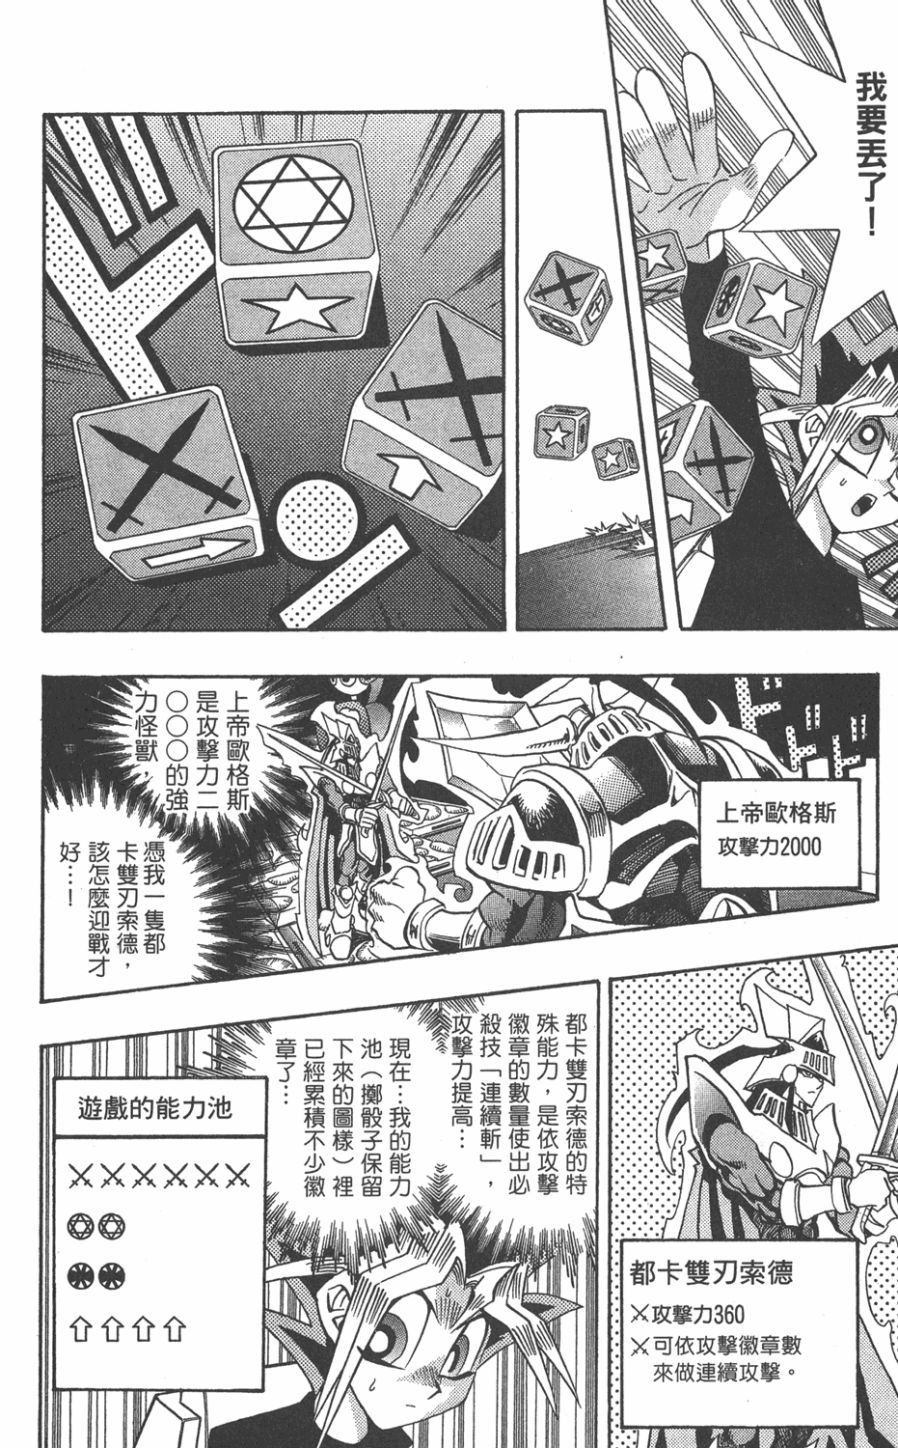 我要丟了！
ド
上帝歐格斯
攻擊力2000
上帝歐格斯
是攻擊力二
〇〇〇的強
力怪獸，
憑我一隻都
卡雙刃索德，
該怎麼迎戰才
好…！
都卡雙刃索德的特
殊能力，是依攻擊
徽章的數量使出必
殺技「連續斬」，
攻擊力提高…
都卡雙刃索德
攻擊力360
可依攻擊徽章數
來做連續攻擊。
現在…我的能力
池（擲骰子保留
下來的圖樣）裡
已經累積不少徽
章了…
遊戲的能力池